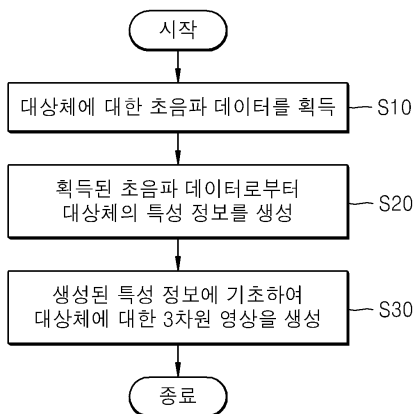 시작
대상체에 대한 초음파 데이터를 획득
S10
획득된 초음파 데이터로부터
대상체의 특성 정보를 생성
S20
생성된 특성 정보에 기초하여
대상체에 대한 3차원 영상을 생성
S30
종료